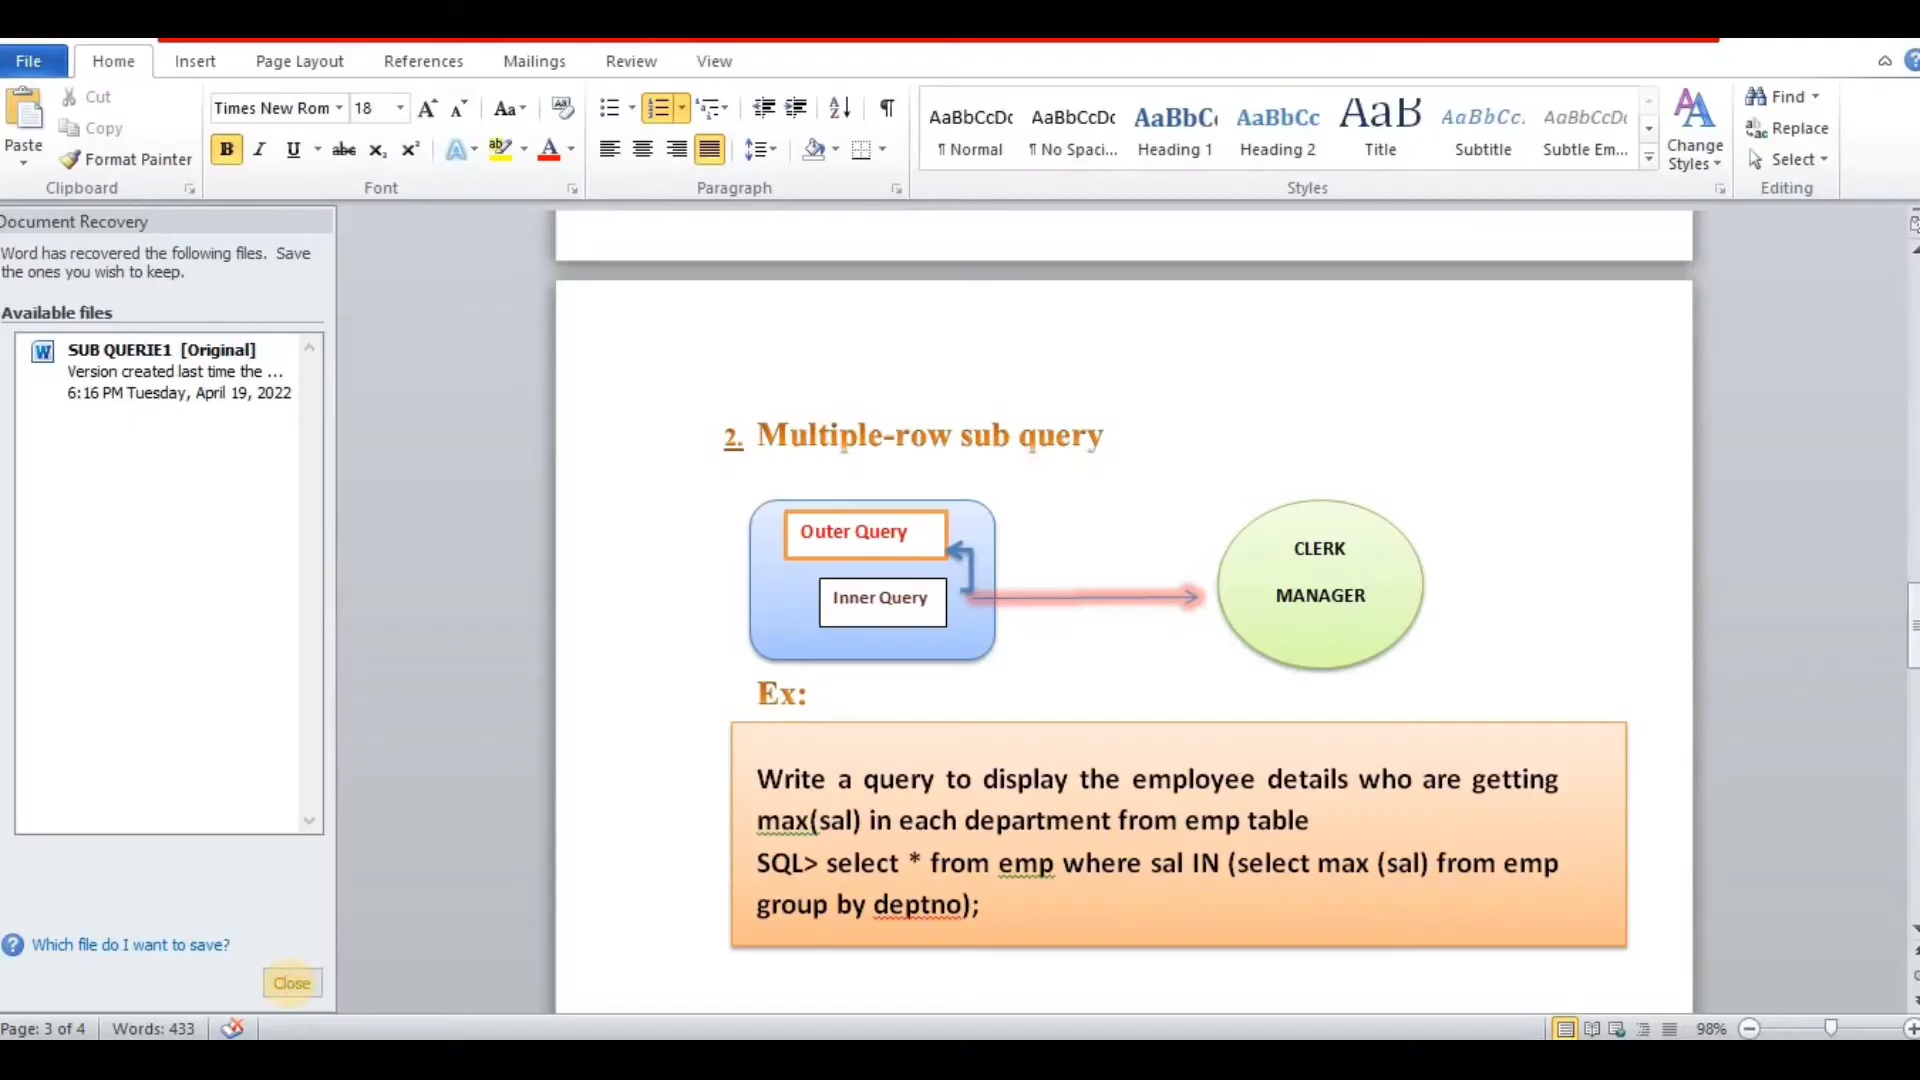 File Home Insert Page Layout References Mailings Review View
Cut
Copy
Paste
Format Painter
Clipboard
Times New Rom 18
Font
Paragraph
AaBbCcDc AaBbCcDc AaBbC AaBbCc AaB AaBbCc. AaBbCcDc
¶ Normal ¶ No Spaci... Heading 1 Heading 2 Title Subtitle Subtle Em...
Change
Styles
Styles
Find
Replace
Select
Editing
Document Recovery
Word has recovered the following files. Save
the ones you wish to keep.
Available files
SUB QUERIE1 [Original]
Version created last time the ...
6:16 PM Tuesday, April 19, 2022
Which file do I want to save?
Close
2. Multiple-row sub query
Outer Query
Inner Query
CLERK
MANAGER
Ex:
Write a query to display the employee details who are getting
max(sal) in each department from emp table
SQL> select * from emp where sal IN (select max (sal) from emp
group by deptno);
Page: 3 of 4 Words: 433
98%